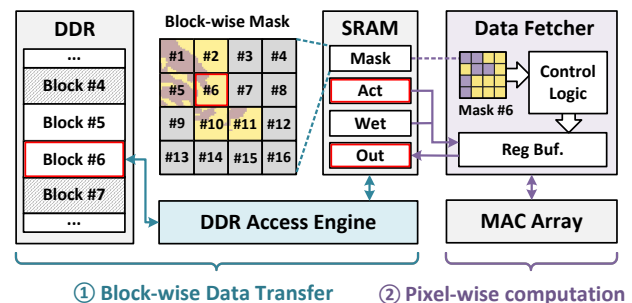 DDR
...
Block #4
Block #5
Block #6
Block #7
...
Block-wise Mask
#1 #2 #3 #4
#5 #6 #7 #8
#9 #10 #11 #12
#13 #14 #15 #16
SRAM
Mask
Act
Wet
Out
Data Fetcher
Mask #6
Control
Logic
Reg Buf.
DDR Access Engine
MAC Array
① Block-wise Data Transfer
② Pixel-wise computation